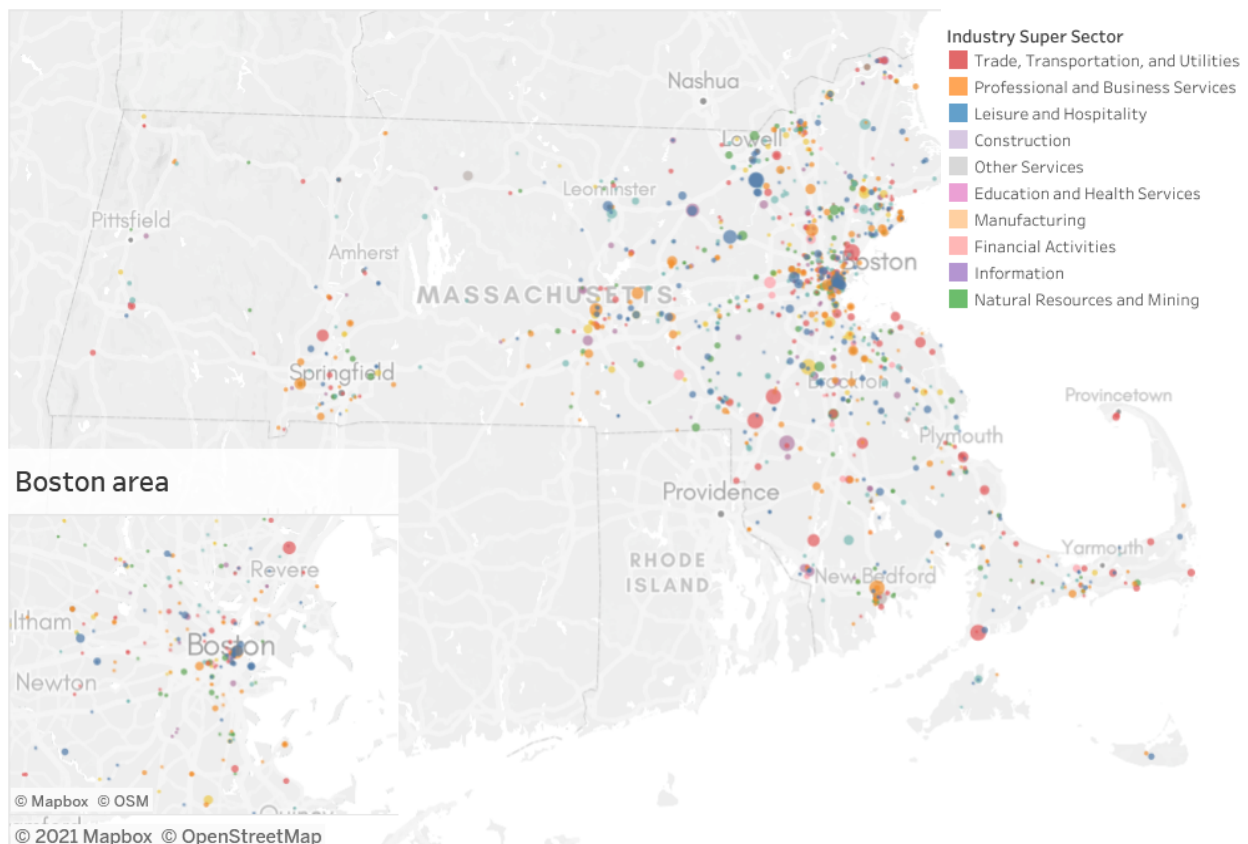 Industry Super Sector
Trade, Transportation, and Utilities
Professional and Business Services
Leisure and Hospitality
Construction
Other Services
Education and Health Services
Manufacturing
Financial Activities
Information
Natural Resources and Mining
Nashua
Lowell
Leominster
Pittsfield
Amherst
Boston
MASSACHUSETTS
Springfield
Brockton
Provincetown
Plymouth
Providence
Yarmouth
RHODE
ISLAND
New Bedford
Boston area
Revere
ltham
Boston
Newton
© Mapbox © OSM
Quincy
© 2021 Mapbox © OpenStreetMap